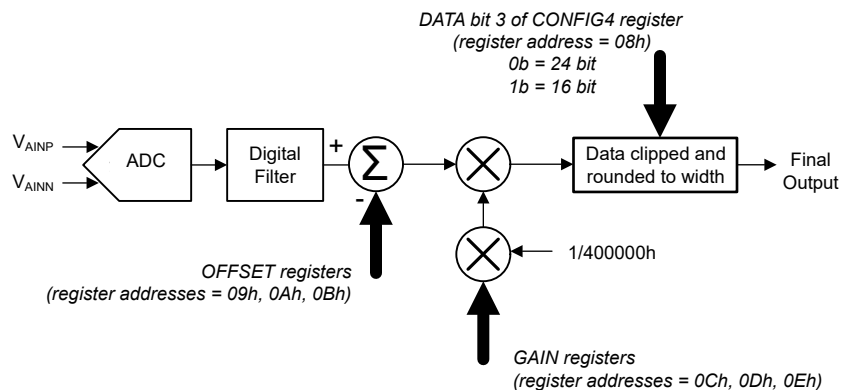 DATA bit 3 of CONFIG4 register
(register address = 08h)
0b = 24 bit
1b = 16 bit
VAINP
VAINN
ADC
Digital
Filter
+
Σ
-
Data clipped and
rounded to width
Final
Output
1/400000h
OFFSET registers
(register addresses = 09h, 0Ah, 0Bh)
GAIN registers
(register addresses = 0Ch, 0Dh, 0Eh)